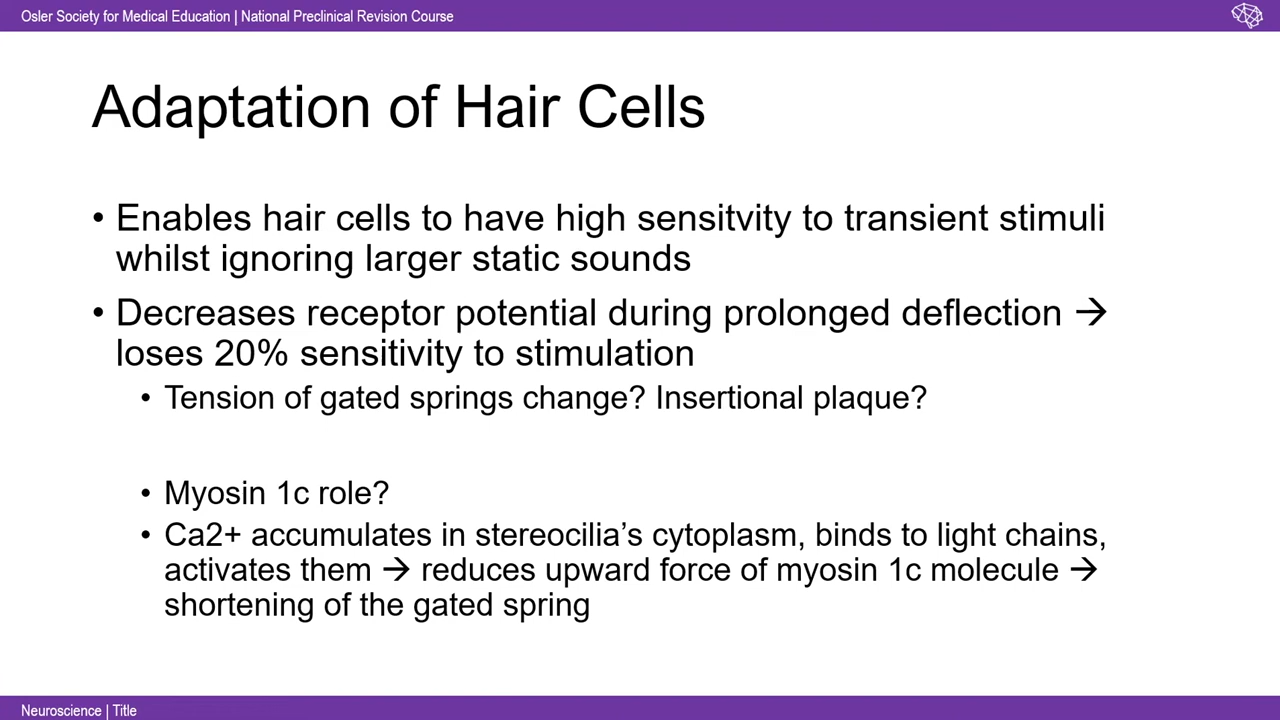 Osler Society for Medical Education | National Preclinical Revision Course
Adaptation of Hair Cells
• Enables hair cells to have high sensitvity to transient stimuli
whilst ignoring larger static sounds
• Decreases receptor potential during prolonged deflection →
loses 20% sensitivity to stimulation
• Tension of gated springs change? Insertional plaque?
• Myosin 1c role?
• Ca2+ accumulates in stereocilia’s cytoplasm, binds to light chains,
activates them → reduces upward force of myosin 1c molecule →
shortening of the gated spring
Neuroscience | Title